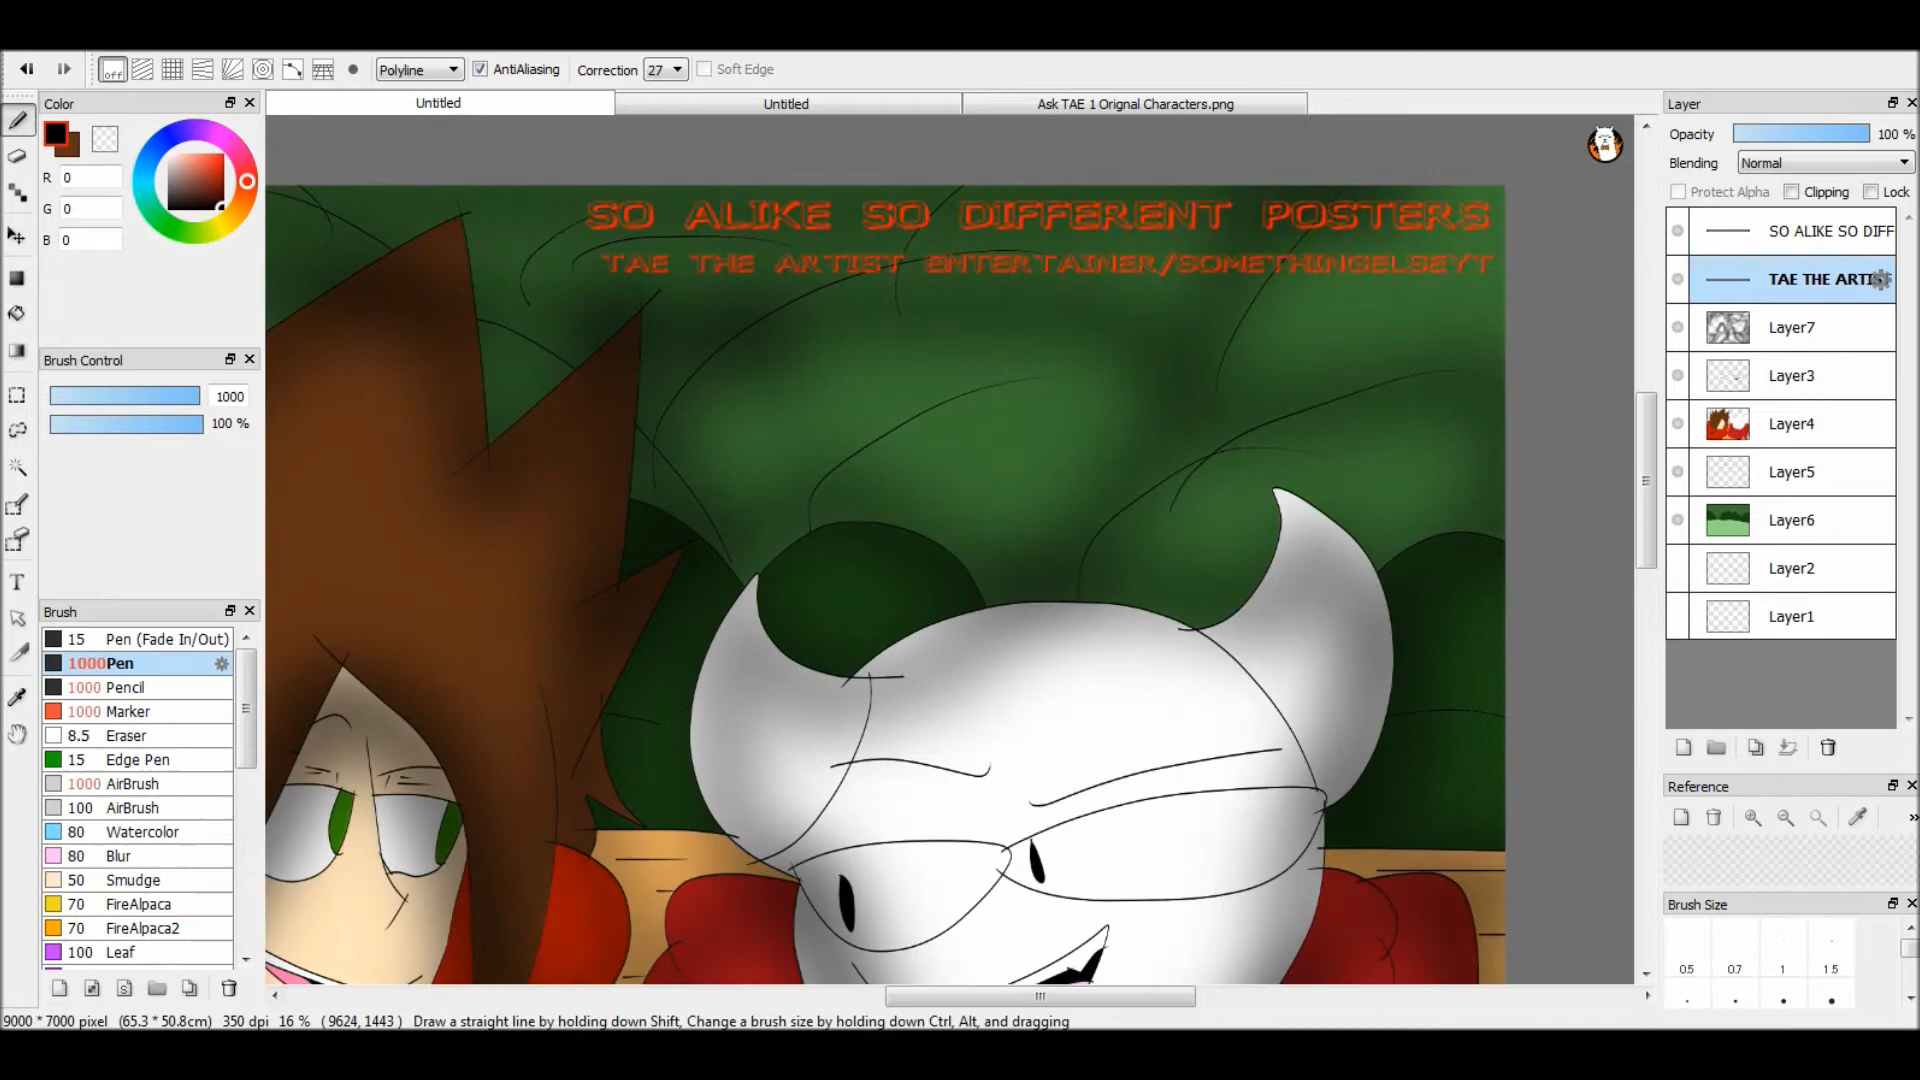 off
Polyline
AntiAliasing
Correction
27
Soft Edge
Color
Untitled
Untitled
Ask TAE 1 Orignal Characters.png
Layer
R 0
G 0
B 0
Opacity 100 %
Blending Normal
Protect Alpha Clipping Lock
SO ALIKE SO DIFFERENT POSTERS
TAE THE ARTIST ENTERTAINER/SOMETHINGELSEYT
SO ALIKE SO DIFF
TAE THE ARTI
Layer7
Layer3
Layer4
Layer5
Layer6
Layer2
Layer1
Brush Control
1000
100 %
Brush
15 Pen (Fade In/Out)
1000 Pen
1000 Pencil
1000 Marker
8.5 Eraser
15 Edge Pen
1000 AirBrush
100 AirBrush
80 Watercolor
80 Blur
50 Smudge
70 FireAlpaca
70 FireAlpaca2
100 Leaf
T
Reference
Brush Size
0.5 0.7 1 1.5
9000 * 7000 pixel (65.3 * 50.8cm) 350 dpi 16 % ( 9624, 1443 ) Draw a straight line by holding down Shift, Change a brush size by holding down Ctrl, Alt, and dragging